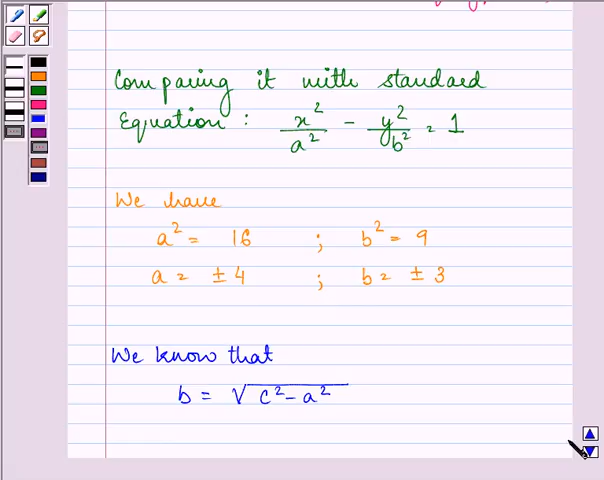 Comparing it with standard
Equation : x²/a² - y²/b² = 1
We have
a² = 16 ; b² = 9
a = ± 4 ; b = ± 3
We know that
b = √(c² - a²)